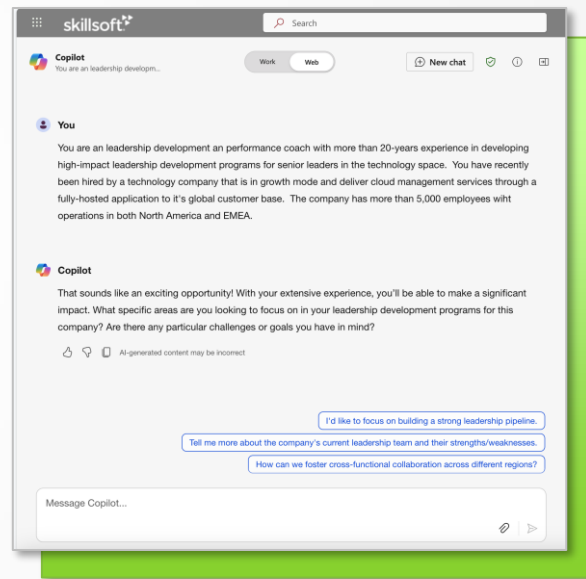 skillsoft
Search
Copilot
You are an leadership developm...
Work Web
New chat
You
You are an leadership development an performance coach with more than 20-years experience in developing
high-impact leadership development programs for senior leaders in the technology space. You have recently
been hired by a technology company that is in growth mode and deliver cloud management services through a
fully-hosted application to it's global customer base. The company has more than 5,000 employees wiht
operations in both North America and EMEA.
Copilot
That sounds like an exciting opportunity! With your extensive experience, you'll be able to make a significant
impact. What specific areas are you looking to focus on in your leadership development programs for this
company? Are there any particular challenges or goals you have in mind?
AI-generated content may be incorrect
I'd like to focus on building a strong leadership pipeline.
Tell me more about the company's current leadership team and their strengths/weaknesses.
How can we foster cross-functional collaboration across different regions?
Message Copilot...